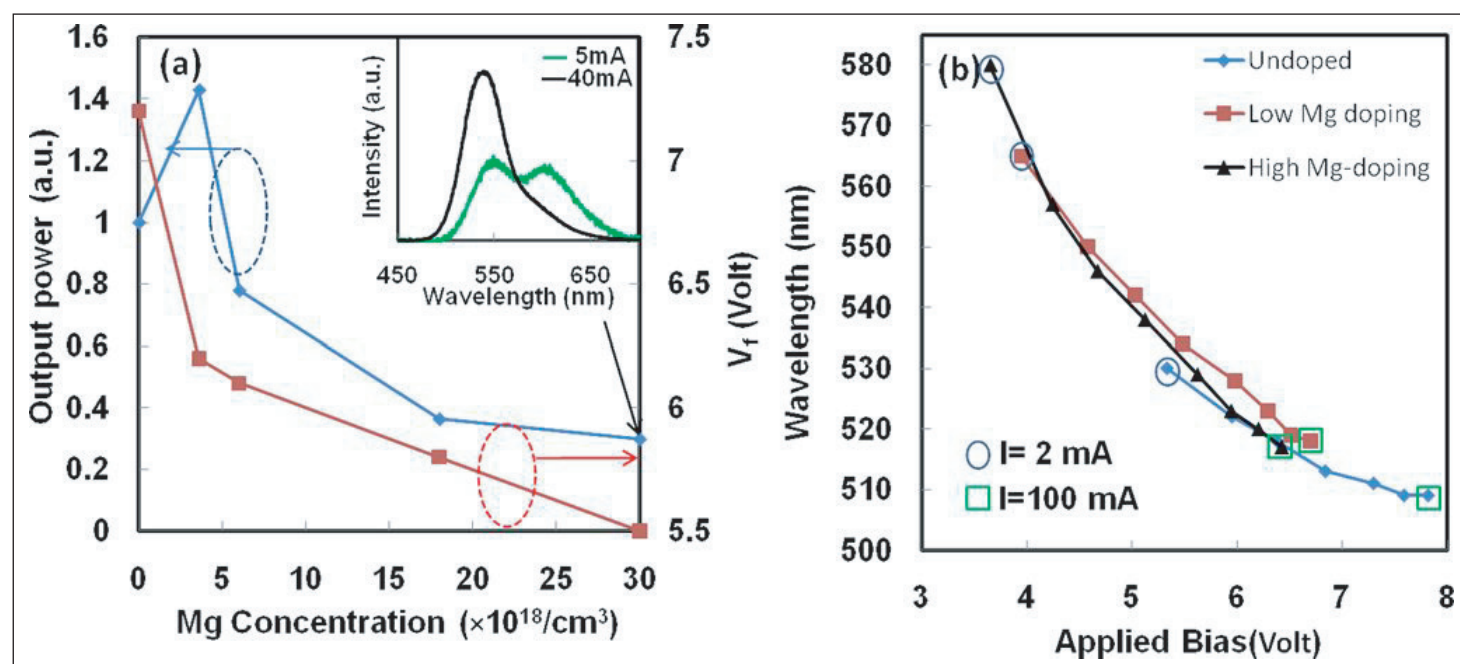 (a)
1.6
1.4
1.2
1
0.8
0.6
0.4
0.2
0
Output power (a.u.)
0
5
10
15
20
25
30
Mg Concentration (×10¹⁸/cm³)
7.5
7
6.5
6
5.5
Vf (Volt)
5mA
40mA
Intensity (a.u.)
450
550
650
Wavelength (nm)
(b)
580
570
560
550
540
530
520
510
500
Wavelength (nm)
Undoped
Low Mg doping
High Mg-doping
I= 2 mA
I=100 mA
3
4
5
6
7
8
Applied Bias(Volt)